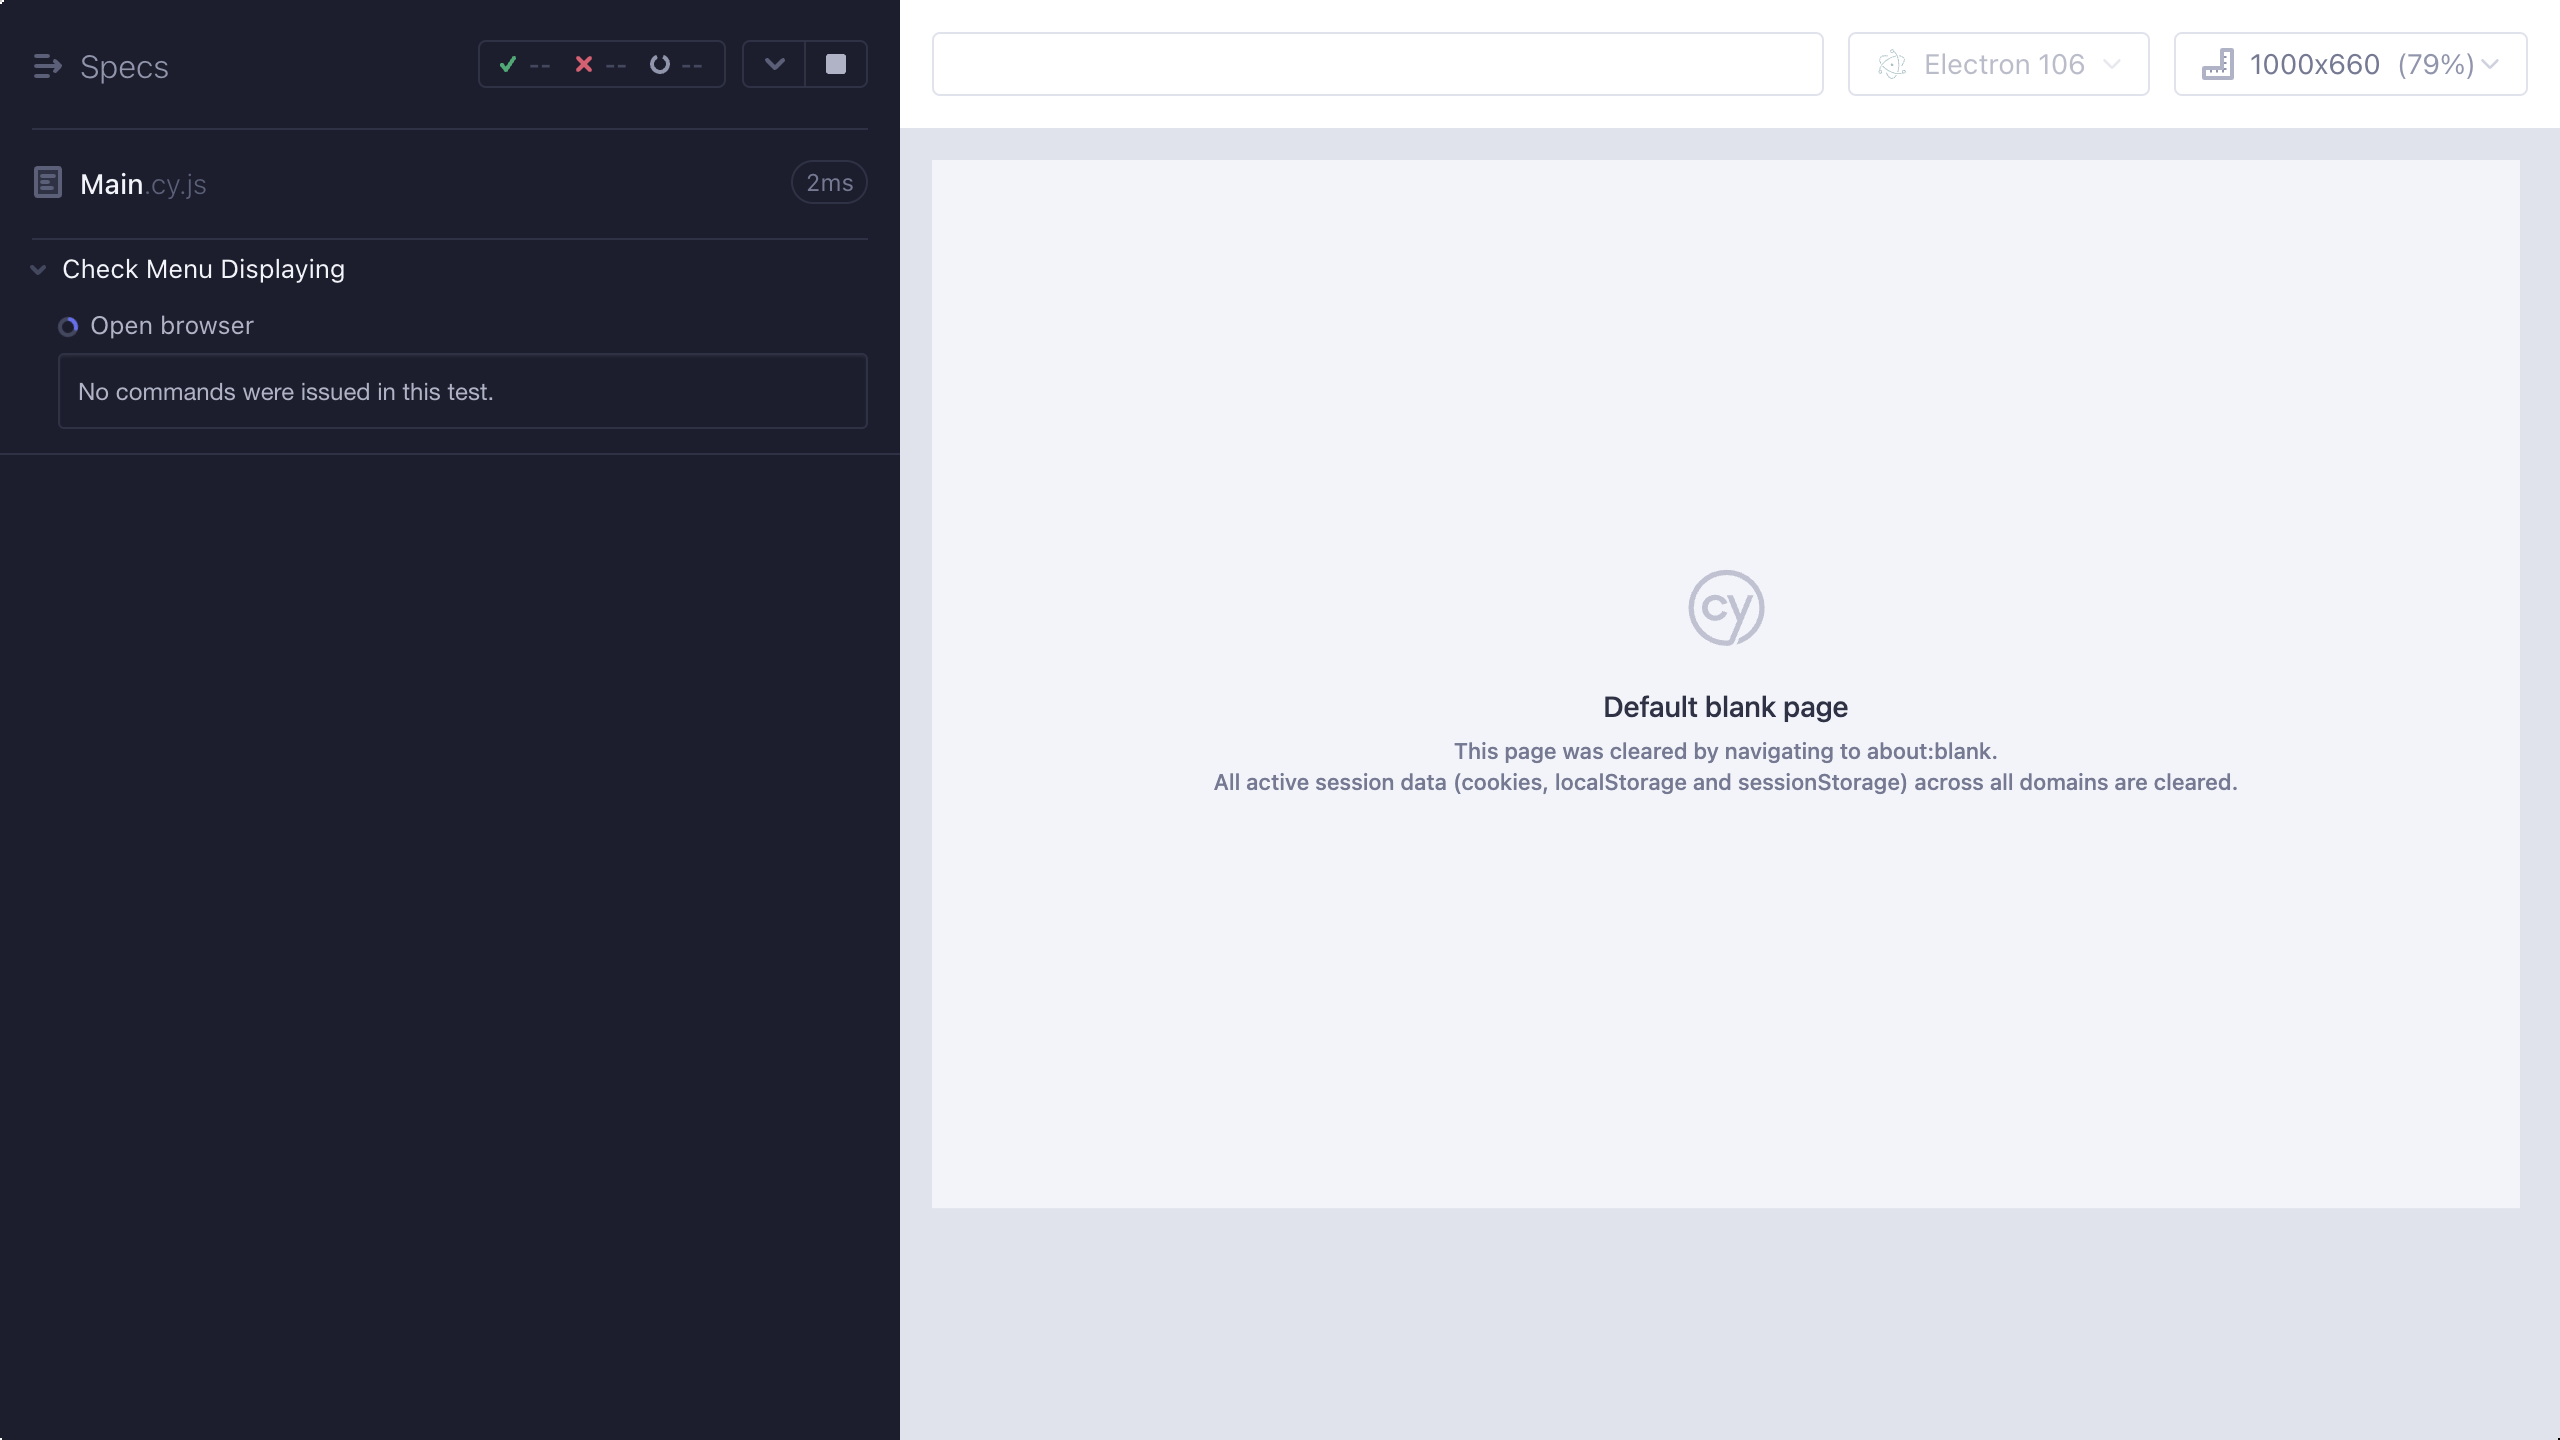 Specs
--
--
--
Main.cy.js
2ms
Check Menu Displaying
Open browser
No commands were issued in this test.
Electron 106
1000x660 (79%)
cy
Default blank page
This page was cleared by navigating to about:blank.
All active session data (cookies, localStorage and sessionStorage) across all domains are cleared.